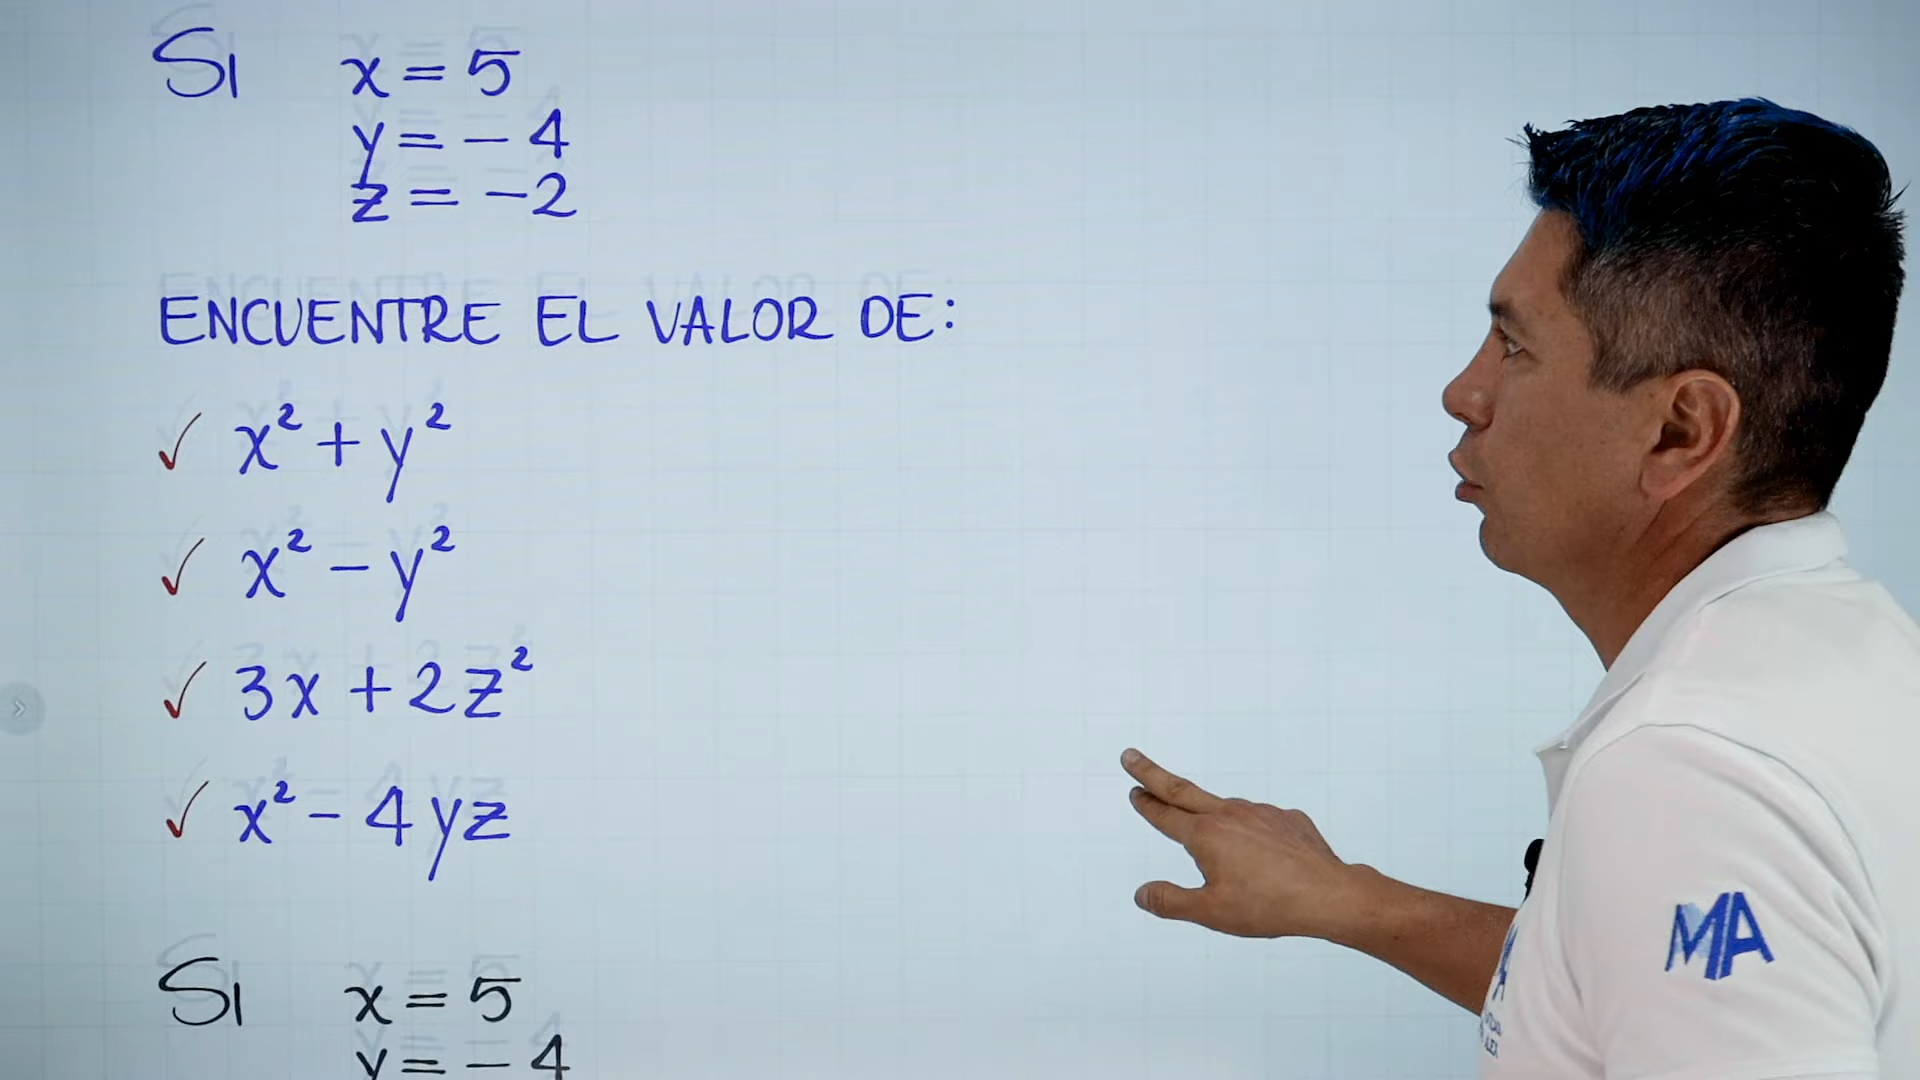 SI x = 5
y = - 4
z = -2
ENCUENTRE EL VALOR DE:
✓ x² + y²
✓ x² - y²
✓ 3x + 2z²
✓ x² - 4yz
SI x = 5
y = - 4
MA